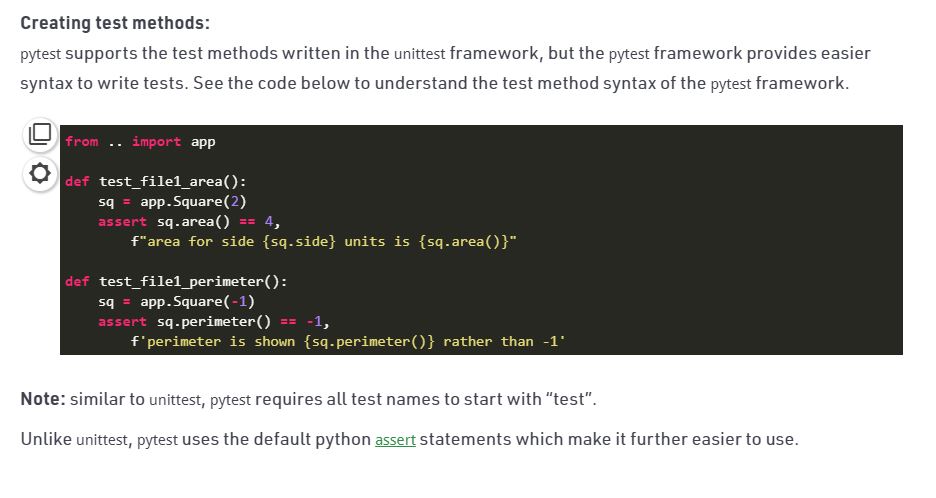 Creating test methods:
pytest supports the test methods written in the unittest framework, but the pytest framework provides easier
syntax to write tests. See the code below to understand the test method syntax of the pytest framework.
from .. import app
def test_file1_area():
    sq = app.Square(2)
    assert sq.area() == 4,
        f"area for side {sq.side} units is {sq.area()}"
def test_file1_perimeter():
    sq = app.Square(-1)
    assert sq.perimeter() == -1,
        f'perimeter is shown {sq.perimeter()} rather than -1'
Note: similar to unittest, pytest requires all test names to start with “test”.
Unlike unittest, pytest uses the default python assert statements which make it further easier to use.